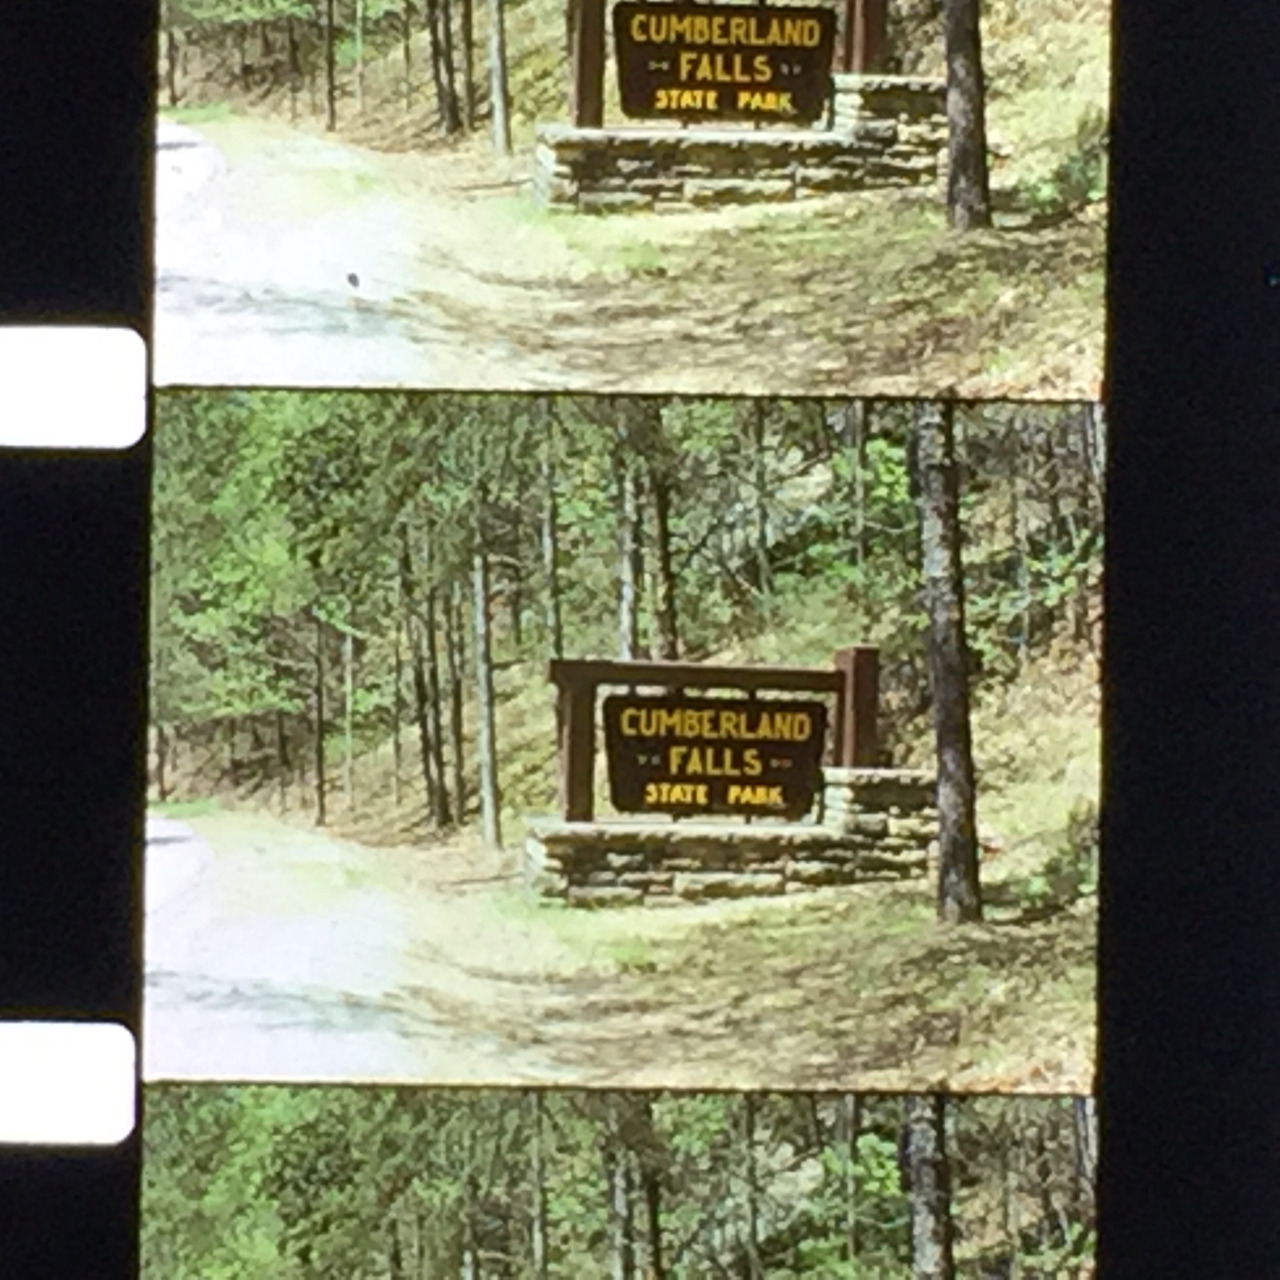 CUMBERLAND
FALLS
STATE PARK
CUMBERLAND
FALLS
STATE PARK